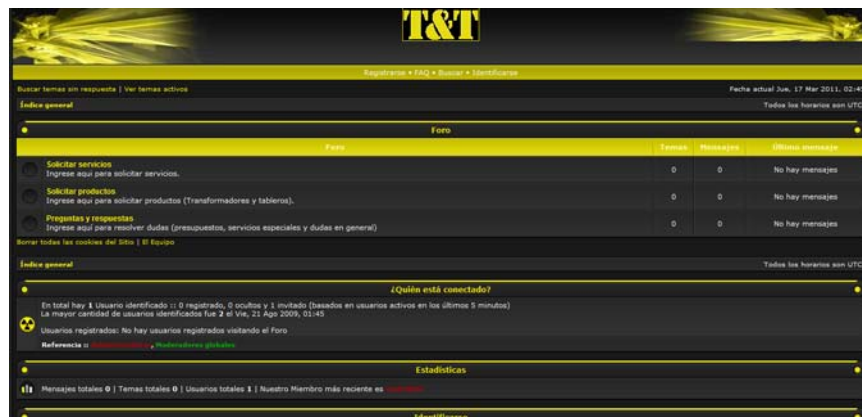 T&T
Registrarse • FAQ • Buscar • Identificarse
Buscar temas sin respuesta | Ver temas activos
Fecha actual Jue, 17 Mar 2011, 02:45
Índice general
Todos los horarios son UTC
Foro
Foro Temas Mensajes Último mensaje
Solicitar servicios
Ingrese aquí para solicitar servicios.
0 0 No hay mensajes
Solicitar productos
Ingrese aquí para solicitar productos (Transformadores y tableros).
0 0 No hay mensajes
Preguntas y respuestas
Ingrese aquí para resolver dudas (presupuestos, servicios especiales y dudas en general)
0 0 No hay mensajes
Borrar todas las cookies del Sitio | El Equipo
Índice general
Todos los horarios son UTC
¿Quién está conectado?
En total hay 1 Usuario identificado :: 0 registrado, 0 ocultos y 1 invitado (basados en usuarios activos en los últimos 5 minutos)
La mayor cantidad de usuarios identificados fue 2 el Vie, 21 Ago 2009, 01:45
Usuarios registrados: No hay usuarios registrados visitando el Foro
Referencia :: , Moderadores globales
Estadísticas
Mensajes totales 0 | Temas totales 0 | Usuarios totales 1 | Nuestro Miembro más reciente es
Identificarse